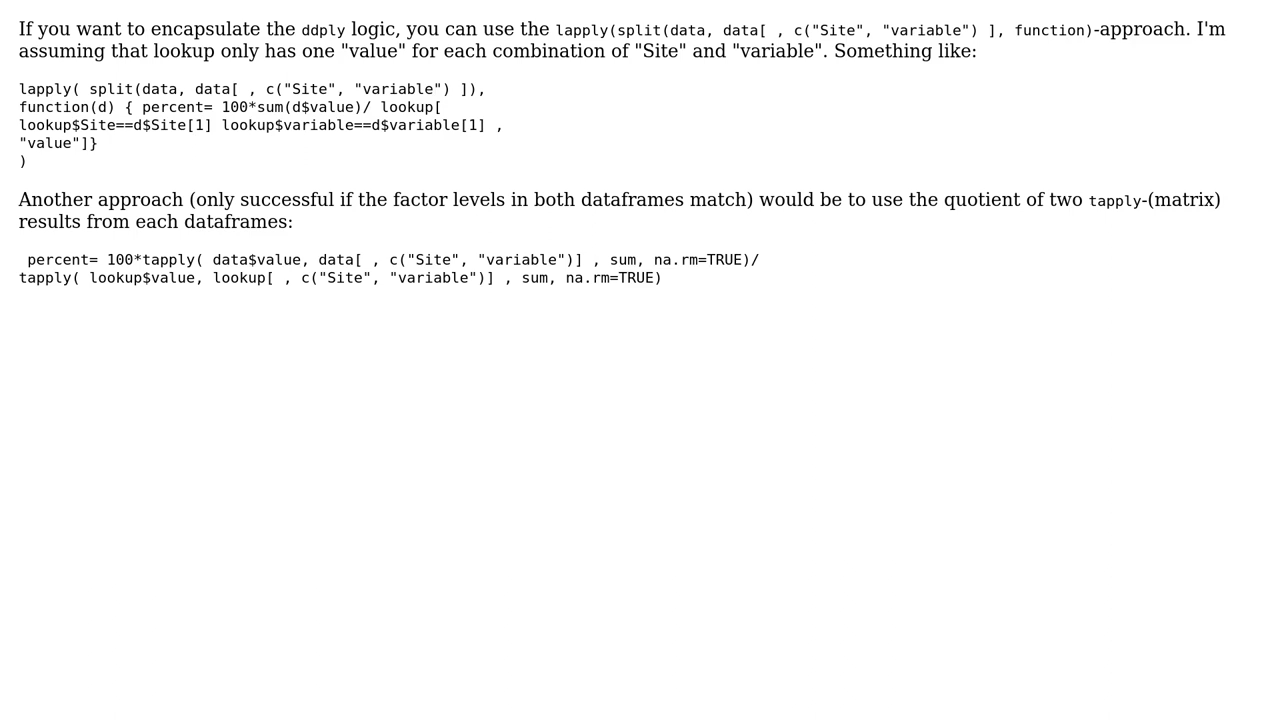 If you want to encapsulate the ddply logic, you can use the lapply(split(data, data[ , c("Site", "variable") ], function)-approach. I'm
assuming that lookup only has one "value" for each combination of "Site" and "variable". Something like:
lapply( split(data, data[ , c("Site", "variable") ]),
function(d) { percent= 100*sum(d$value)/ lookup[
lookup$Site==d$Site[1] lookup$variable==d$variable[1] ,
"value"]}
)
Another approach (only successful if the factor levels in both dataframes match) would be to use the quotient of two tapply-(matrix)
results from each dataframes:
percent= 100*tapply( data$value, data[ , c("Site", "variable")] , sum, na.rm=TRUE)/
tapply( lookup$value, lookup[ , c("Site", "variable")] , sum, na.rm=TRUE)